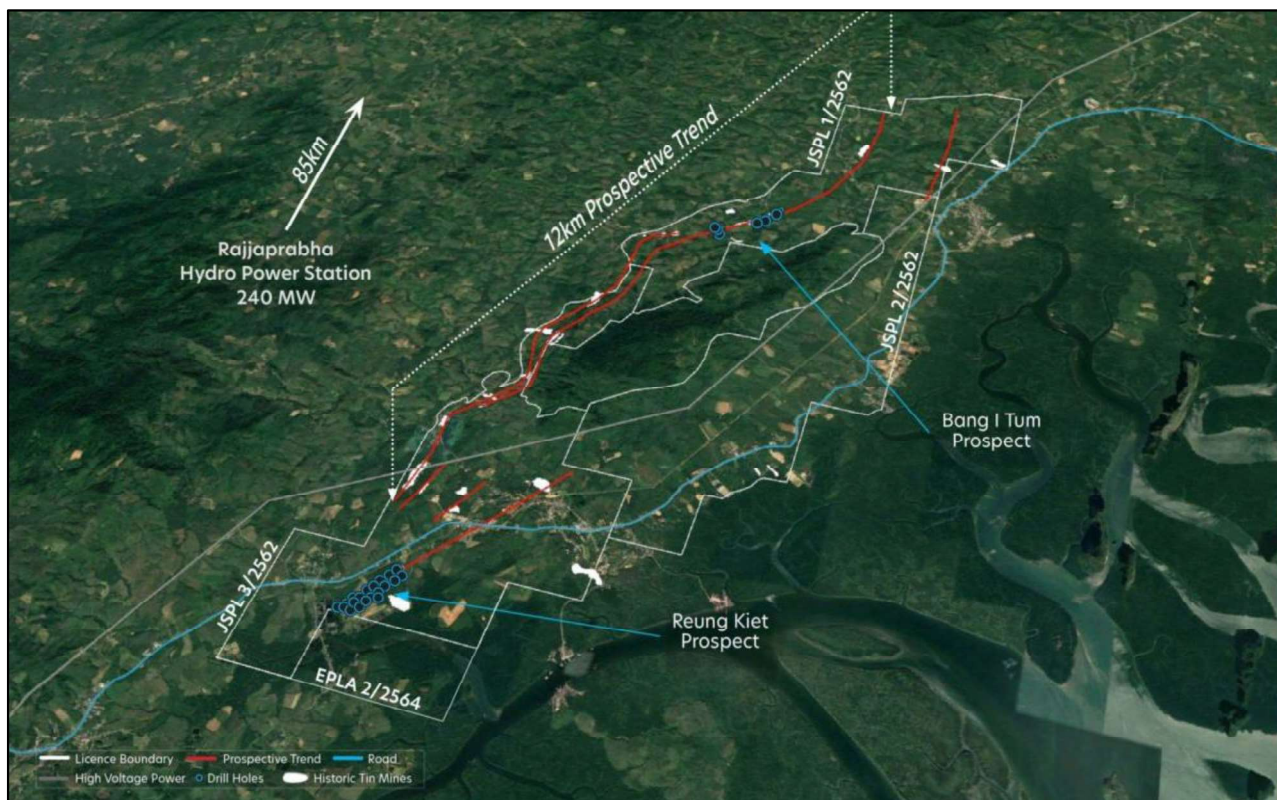 JSPL 1/2562
12km Prospective Trend
85km
Rajjaprabha
Hydro Power Station
240 MW
JSPL 2/2562
Bang I Tum
Prospect
JSPL 3/2562
Reung Kiet
Prospect
EPLA 2/2564
Licence Boundary
Prospective Trend
Road
High Voltage Power
Drill Holes
Historic Tin Mines